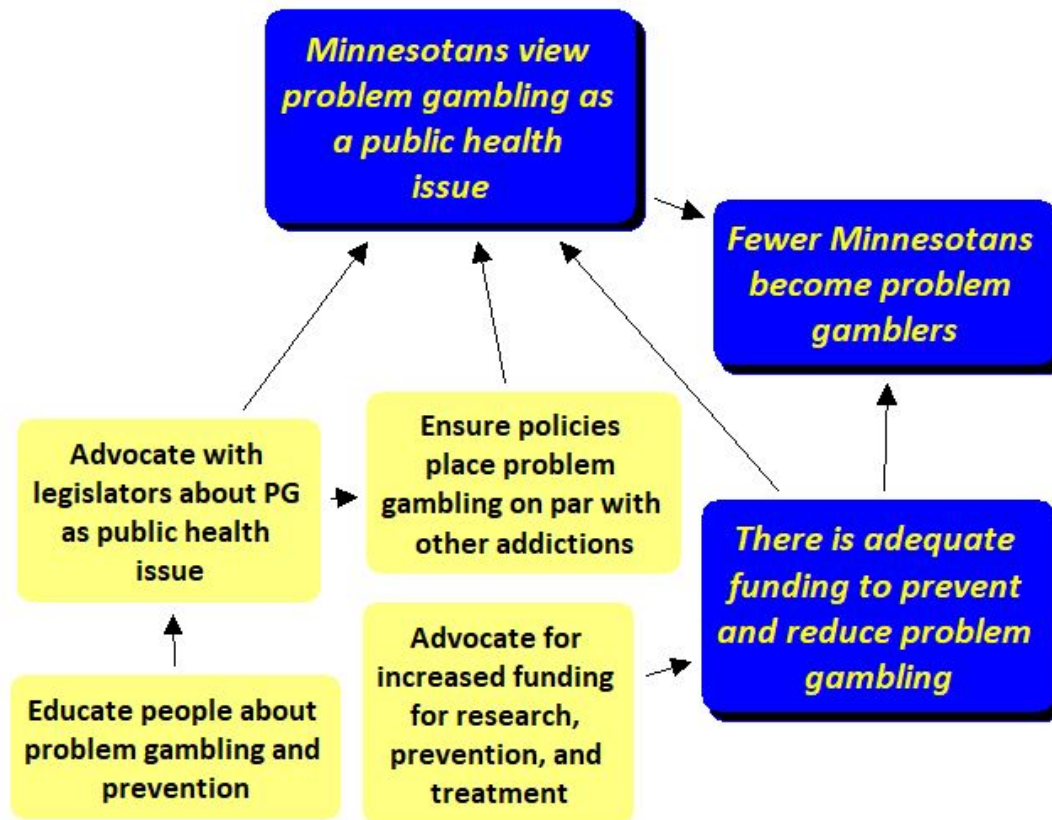 Minnesotans view
problem gambling as
a public health
issue
Fewer Minnesotans
become problem
gamblers
Advocate with
legislators about PG
as public health
issue
Ensure policies
place problem
gambling on par with
other addictions
There is adequate
funding to prevent
and reduce problem
gambling
Educate people about
problem gambling and
prevention
Advocate for
increased funding
for research,
prevention, and
treatment